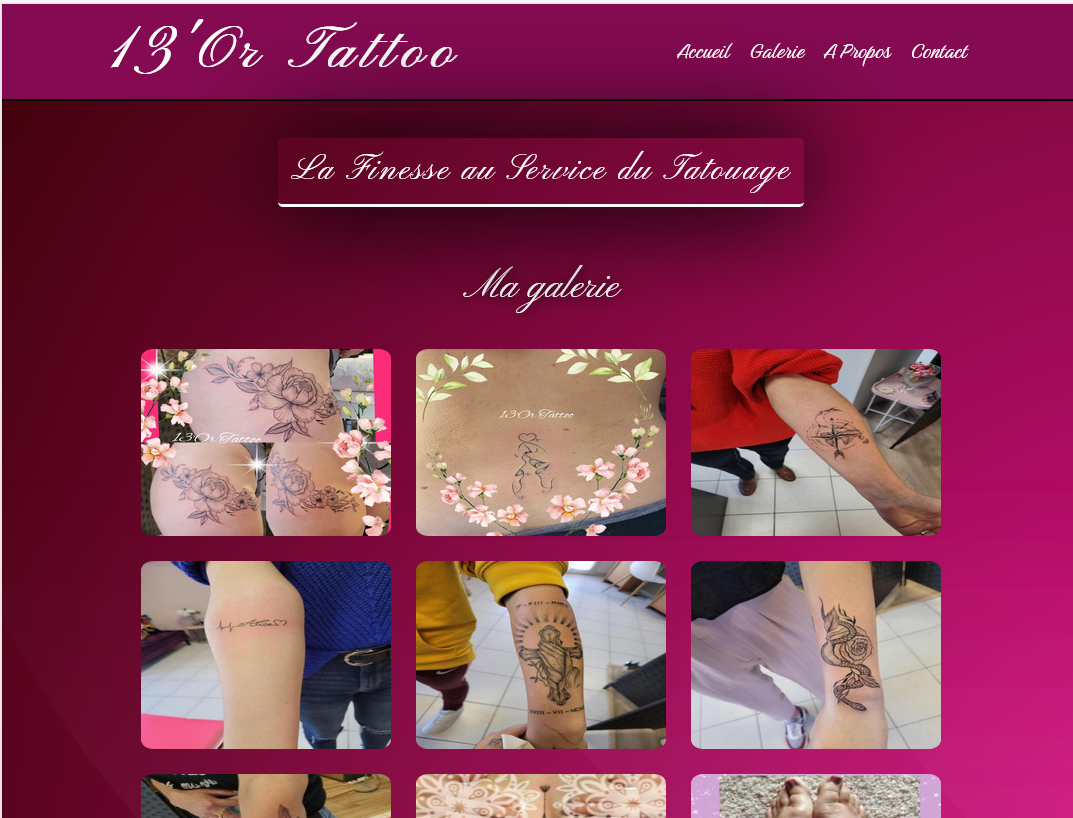 13'Or Tattoo
Accueil Galerie A Propos Contact
La Finesse au Service du Tatouage
Ma galerie
13'Or Tattoo
13'Or Tattoo